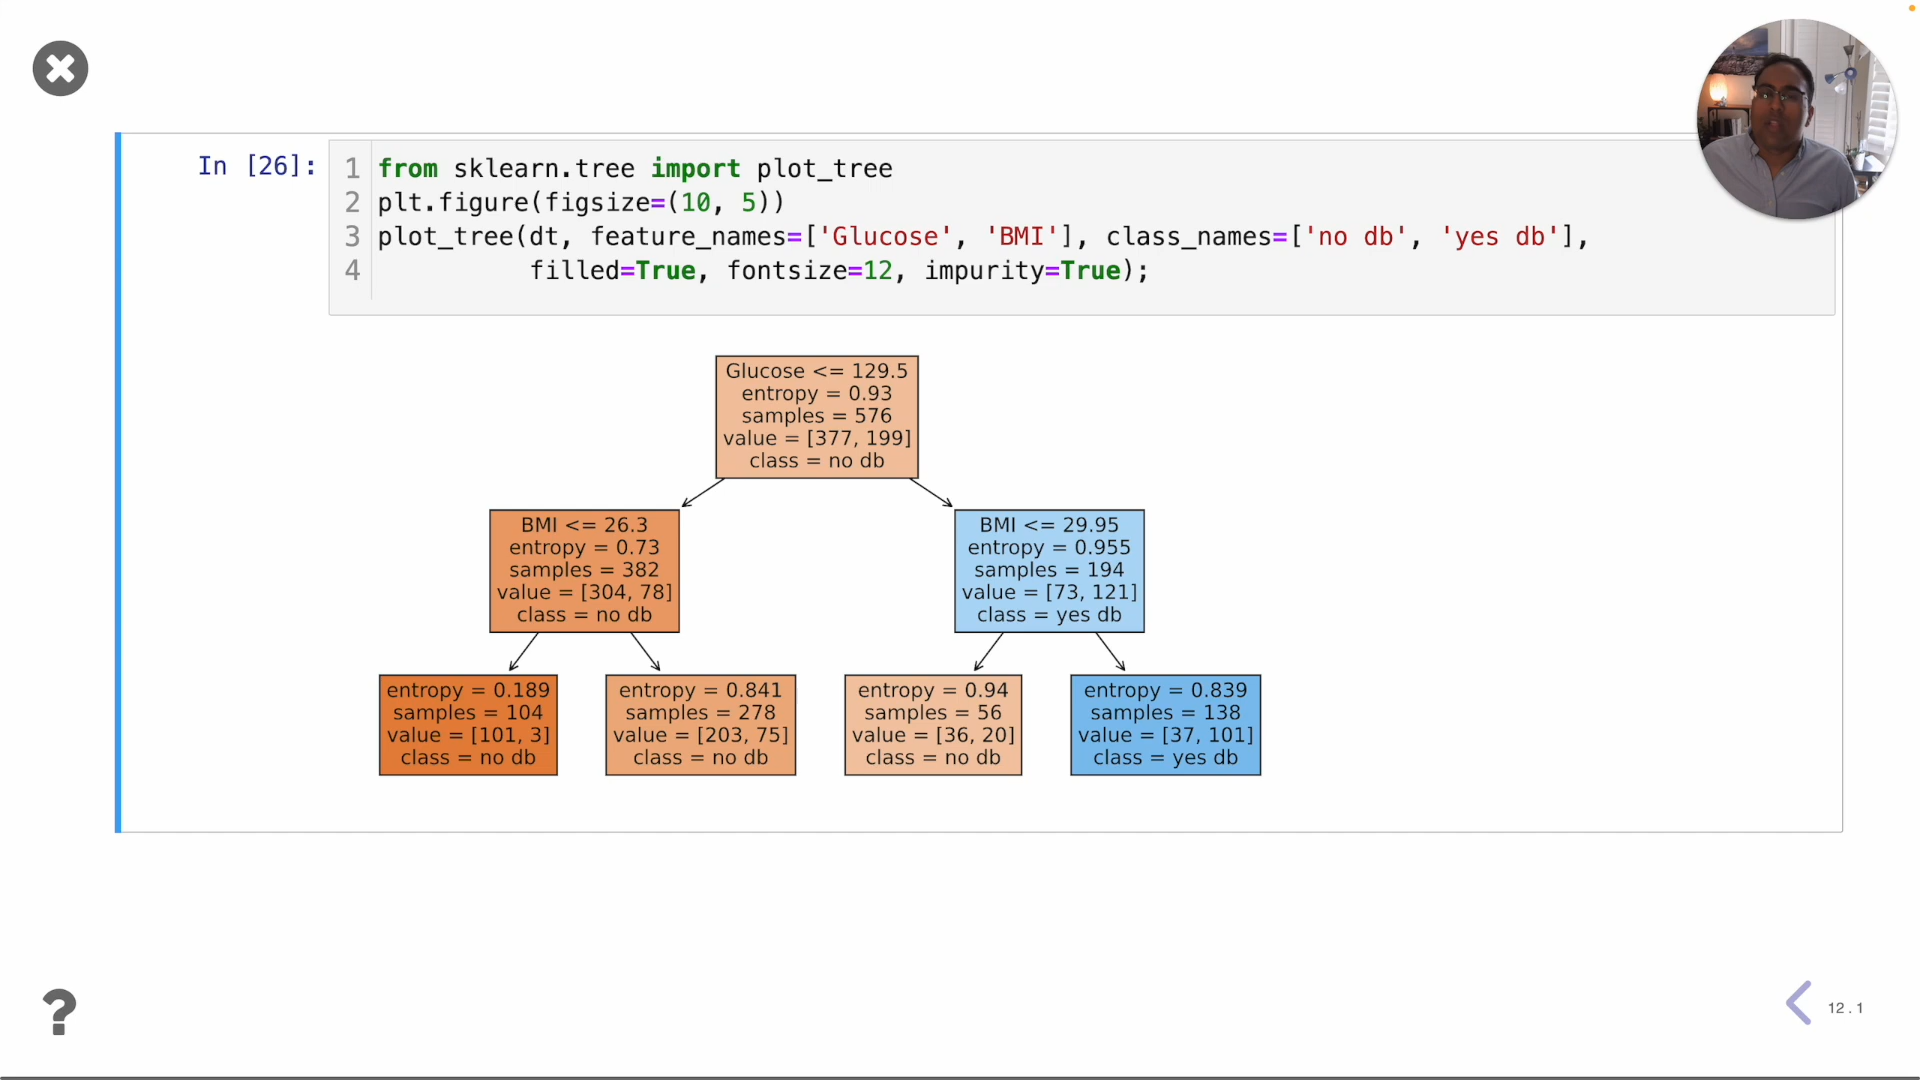 In [26]:
1 from sklearn.tree import plot_tree
2 plt.figure(figsize=(10, 5))
3 plot_tree(dt, feature_names=['Glucose', 'BMI'], class_names=['no db', 'yes db'],
4 filled=True, fontsize=12, impurity=True);
Glucose <= 129.5
entropy = 0.93
samples = 576
value = [377, 199]
class = no db
BMI <= 26.3
entropy = 0.73
samples = 382
value = [304, 78]
class = no db
BMI <= 29.95
entropy = 0.955
samples = 194
value = [73, 121]
class = yes db
entropy = 0.189
samples = 104
value = [101, 3]
class = no db
entropy = 0.841
samples = 278
value = [203, 75]
class = no db
entropy = 0.94
samples = 56
value = [36, 20]
class = no db
entropy = 0.839
samples = 138
value = [37, 101]
class = yes db
?
12.1